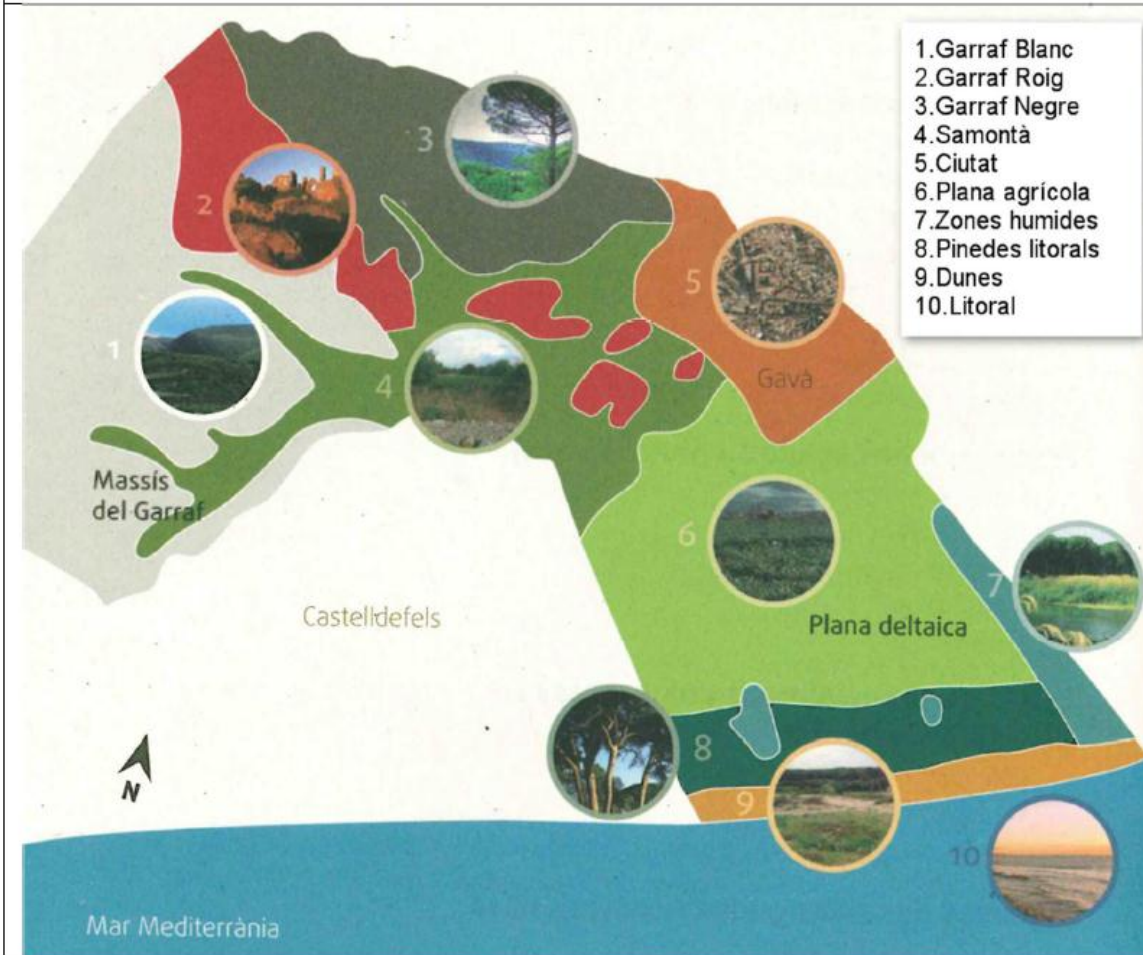 1.Garraf Blanc
2.Garraf Roig
3.Garraf Negre
4.Samontà
5.Ciutat
6.Plana agrícola
7.Zones humides
8.Pinedes litorals
9.Dunes
10.Litoral
3
2
5
1
4
Gavà
Massís
del Garraf
6
7
Castelldefels
Plana deltaica
8
N
9
10
Mar Mediterrània